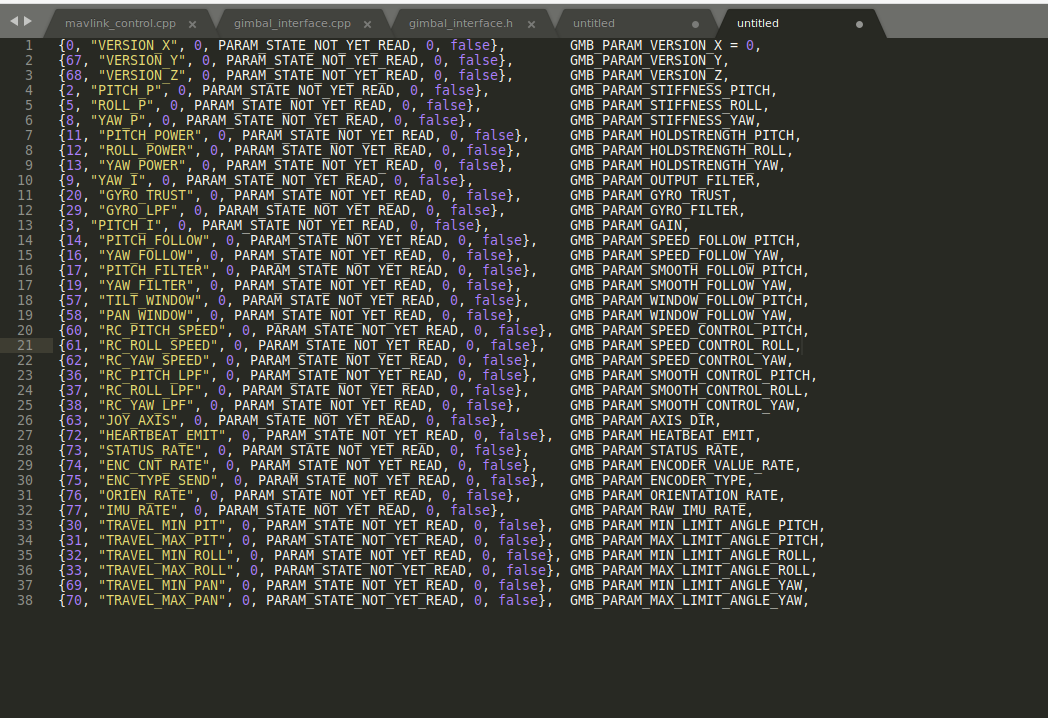 mavlink_control.cpp × gimbal_interface.cpp × gimbal_interface.h × untitled untitled
1 {0, "VERSION_X", 0, PARAM_STATE_NOT_YET_READ, 0, false}, GMB_PARAM_VERSION_X = 0,
2 {67, "VERSION_Y", 0, PARAM_STATE_NOT_YET_READ, 0, false}, GMB_PARAM_VERSION_Y,
3 {68, "VERSION_Z", 0, PARAM_STATE_NOT_YET_READ, 0, false}, GMB_PARAM_VERSION_Z,
4 {2, "PITCH_P", 0, PARAM_STATE_NOT_YET_READ, 0, false}, GMB_PARAM_STIFFNESS_PITCH,
5 {5, "ROLL_P", 0, PARAM_STATE_NOT_YET_READ, 0, false}, GMB_PARAM_STIFFNESS_ROLL,
6 {8, "YAW_P", 0, PARAM_STATE_NOT_YET_READ, 0, false}, GMB_PARAM_STIFFNESS_YAW,
7 {11, "PITCH_POWER", 0, PARAM_STATE_NOT_YET_READ, 0, false}, GMB_PARAM_HOLDSTRENGTH_PITCH,
8 {12, "ROLL_POWER", 0, PARAM_STATE_NOT_YET_READ, 0, false}, GMB_PARAM_HOLDSTRENGTH_ROLL,
9 {13, "YAW_POWER", 0, PARAM_STATE_NOT_YET_READ, 0, false}, GMB_PARAM_HOLDSTRENGTH_YAW,
10 {9, "YAW_I", 0, PARAM_STATE_NOT_YET_READ, 0, false}, GMB_PARAM_OUTPUT_FILTER,
11 {20, "GYRO_TRUST", 0, PARAM_STATE_NOT_YET_READ, 0, false}, GMB_PARAM_GYRO_TRUST,
12 {29, "GYRO_LPF", 0, PARAM_STATE_NOT_YET_READ, 0, false}, GMB_PARAM_GYRO_FILTER,
13 {3, "PITCH_I", 0, PARAM_STATE_NOT_YET_READ, 0, false}, GMB_PARAM_GAIN,
14 {14, "PITCH_FOLLOW", 0, PARAM_STATE_NOT_YET_READ, 0, false}, GMB_PARAM_SPEED_FOLLOW_PITCH,
15 {16, "YAW_FOLLOW", 0, PARAM_STATE_NOT_YET_READ, 0, false}, GMB_PARAM_SPEED_FOLLOW_YAW,
16 {17, "PITCH_FILTER", 0, PARAM_STATE_NOT_YET_READ, 0, false}, GMB_PARAM_SMOOTH_FOLLOW_PITCH,
17 {19, "YAW_FILTER", 0, PARAM_STATE_NOT_YET_READ, 0, false}, GMB_PARAM_SMOOTH_FOLLOW_YAW,
18 {57, "TILT_WINDOW", 0, PARAM_STATE_NOT_YET_READ, 0, false}, GMB_PARAM_WINDOW_FOLLOW_PITCH,
19 {58, "PAN_WINDOW", 0, PARAM_STATE_NOT_YET_READ, 0, false}, GMB_PARAM_WINDOW_FOLLOW_YAW,
20 {60, "RC_PITCH_SPEED", 0, PARAM_STATE_NOT_YET_READ, 0, false}, GMB_PARAM_SPEED_CONTROL_PITCH,
21 {61, "RC_ROLL_SPEED", 0, PARAM_STATE_NOT_YET_READ, 0, false}, GMB_PARAM_SPEED_CONTROL_ROLL,
22 {62, "RC_YAW_SPEED", 0, PARAM_STATE_NOT_YET_READ, 0, false}, GMB_PARAM_SPEED_CONTROL_YAW,
23 {36, "RC_PITCH_LPF", 0, PARAM_STATE_NOT_YET_READ, 0, false}, GMB_PARAM_SMOOTH_CONTROL_PITCH,
24 {37, "RC_ROLL_LPF", 0, PARAM_STATE_NOT_YET_READ, 0, false}, GMB_PARAM_SMOOTH_CONTROL_ROLL,
25 {38, "RC_YAW_LPF", 0, PARAM_STATE_NOT_YET_READ, 0, false}, GMB_PARAM_SMOOTH_CONTROL_YAW,
26 {63, "JOY_AXIS", 0, PARAM_STATE_NOT_YET_READ, 0, false}, GMB_PARAM_AXIS_DIR,
27 {72, "HEARTBEAT_EMIT", 0, PARAM_STATE_NOT_YET_READ, 0, false}, GMB_PARAM_HEATBEAT_EMIT,
28 {73, "STATUS_RATE", 0, PARAM_STATE_NOT_YET_READ, 0, false}, GMB_PARAM_STATUS_RATE,
29 {74, "ENC_CNT_RATE", 0, PARAM_STATE_NOT_YET_READ, 0, false}, GMB_PARAM_ENCODER_VALUE_RATE,
30 {75, "ENC_TYPE_SEND", 0, PARAM_STATE_NOT_YET_READ, 0, false}, GMB_PARAM_ENCODER_TYPE,
31 {76, "ORIEN_RATE", 0, PARAM_STATE_NOT_YET_READ, 0, false}, GMB_PARAM_ORIENTATION_RATE,
32 {77, "IMU_RATE", 0, PARAM_STATE_NOT_YET_READ, 0, false}, GMB_PARAM_RAW_IMU_RATE,
33 {30, "TRAVEL_MIN_PIT", 0, PARAM_STATE_NOT_YET_READ, 0, false}, GMB_PARAM_MIN_LIMIT_ANGLE_PITCH,
34 {31, "TRAVEL_MAX_PIT", 0, PARAM_STATE_NOT_YET_READ, 0, false}, GMB_PARAM_MAX_LIMIT_ANGLE_PITCH,
35 {32, "TRAVEL_MIN_ROLL", 0, PARAM_STATE_NOT_YET_READ, 0, false}, GMB_PARAM_MIN_LIMIT_ANGLE_ROLL,
36 {33, "TRAVEL_MAX_ROLL", 0, PARAM_STATE_NOT_YET_READ, 0, false}, GMB_PARAM_MAX_LIMIT_ANGLE_ROLL,
37 {69, "TRAVEL_MIN_PAN", 0, PARAM_STATE_NOT_YET_READ, 0, false}, GMB_PARAM_MIN_LIMIT_ANGLE_YAW,
38 {70, "TRAVEL_MAX_PAN", 0, PARAM_STATE_NOT_YET_READ, 0, false}, GMB_PARAM_MAX_LIMIT_ANGLE_YAW,